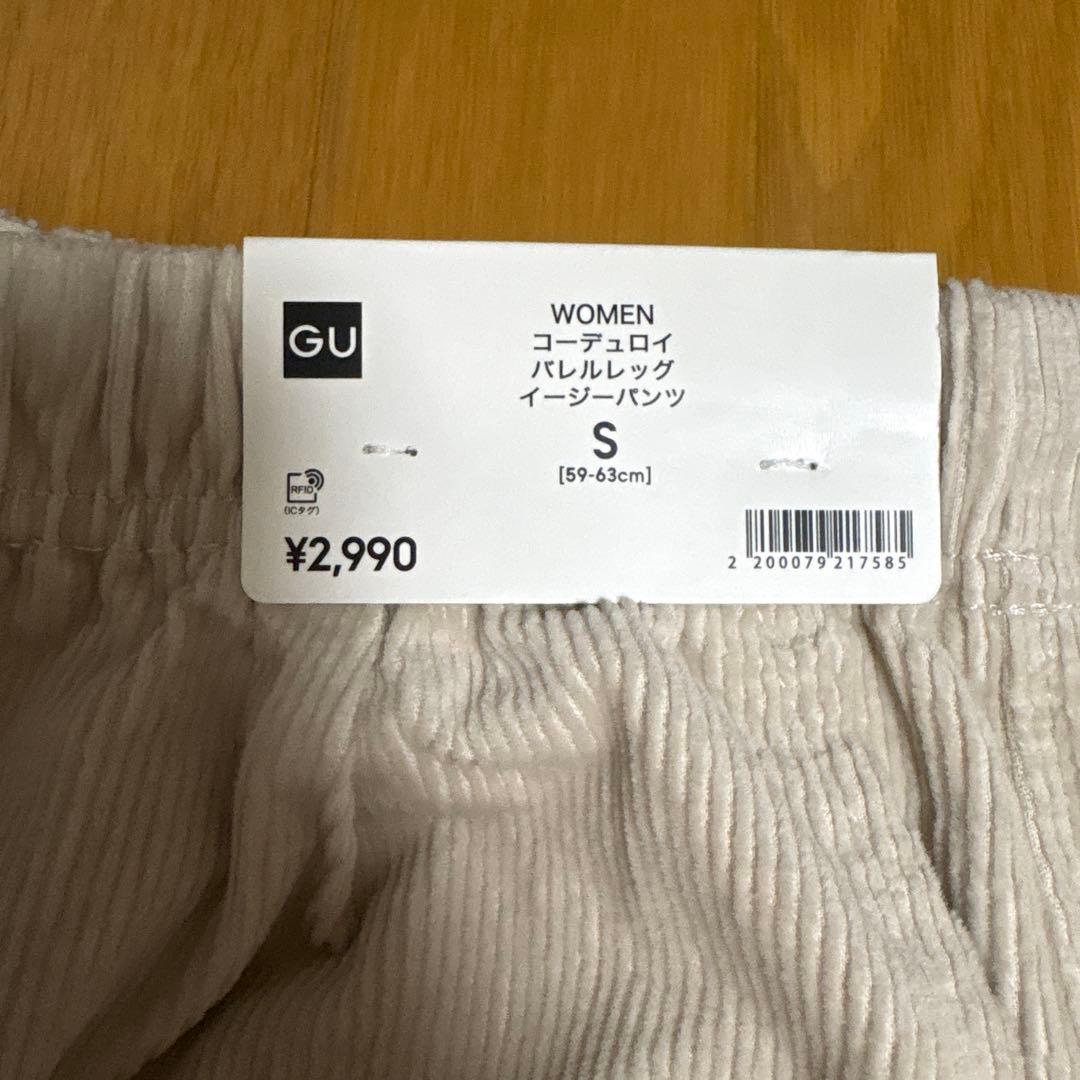 GU
WOMEN
コーデュロイ
バレルレッグ
イージーパンツ
S
[59-63cm]
RFID
(ICタグ)
¥2,990
2 200079 217585